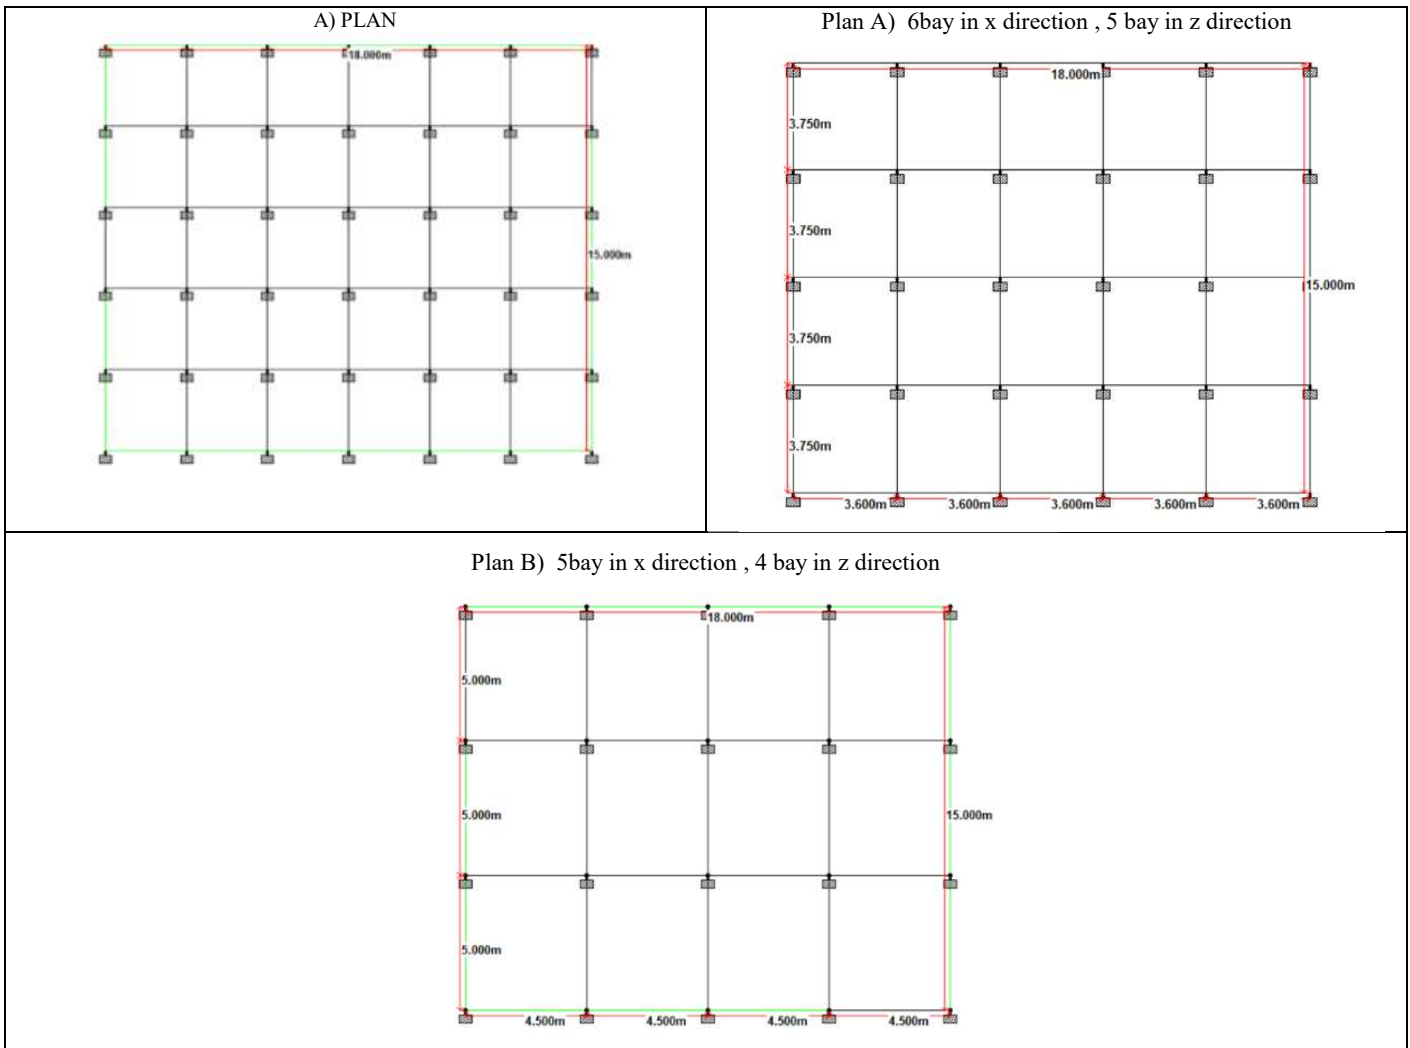 A) PLAN
18.000m
15.000m
Plan A)  6bay in x direction , 5 bay in z direction
18.000m
3.750m
3.750m
15.000m
3.750m
3.750m
3.600m 3.600m 3.600m 3.600m 3.600m
Plan B)  5bay in x direction , 4 bay in z direction
18.000m
5.000m
5.000m
15.000m
5.000m
4.500m 4.500m 4.500m 4.500m